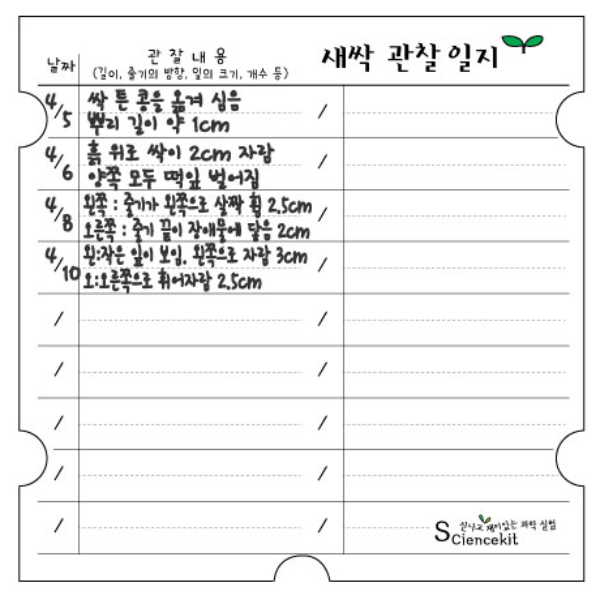 새싹 관찰 일지
날짜
관 찰 내 용
(길이, 줄기의 방향, 잎의 크기, 개수 등)
4/5
싹 튼 콩을 옮겨 심음
뿌리 길이 약 1cm
/
4/6
흙 위로 싹이 2cm 자람
양쪽 모두 떡잎 벌어짐
/
4/8
왼쪽 : 줄기가 왼쪽으로 살짝 휨 2.5cm
오른쪽 : 줄기 끝이 장애물에 닿음 2cm
/
4/10
왼:작은 잎이 보임. 왼쪽으로 자람 3cm
오:오른쪽으로 휘어자람 2.5cm
/
/ /
/ /
/ /
/ /
/ /
신나고 재미있는 과학 실험
Sciencekit